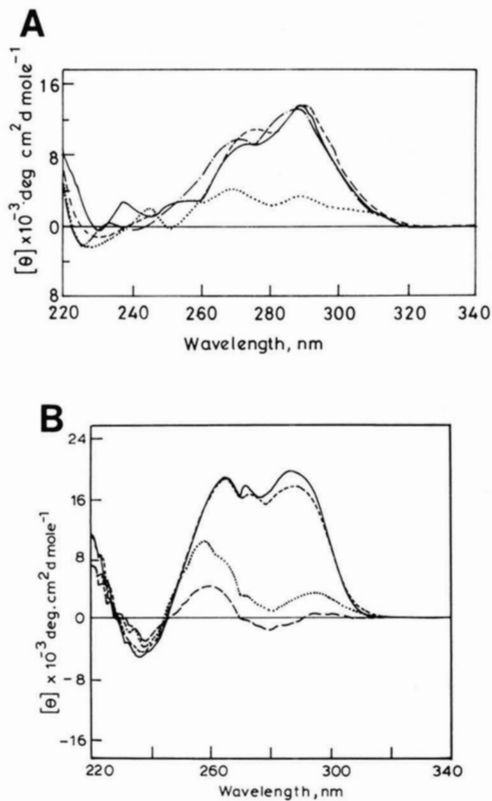 A
[θ] x10⁻³·deg cm² d mole⁻¹
16
8
0
8
220 240 260 280 300 320 340
Wavelength, nm
B
[θ] x 10⁻³ deg. cm² d mole⁻¹
24
16
8
0
-8
-16
220 260 300 340
Wavelength, nm